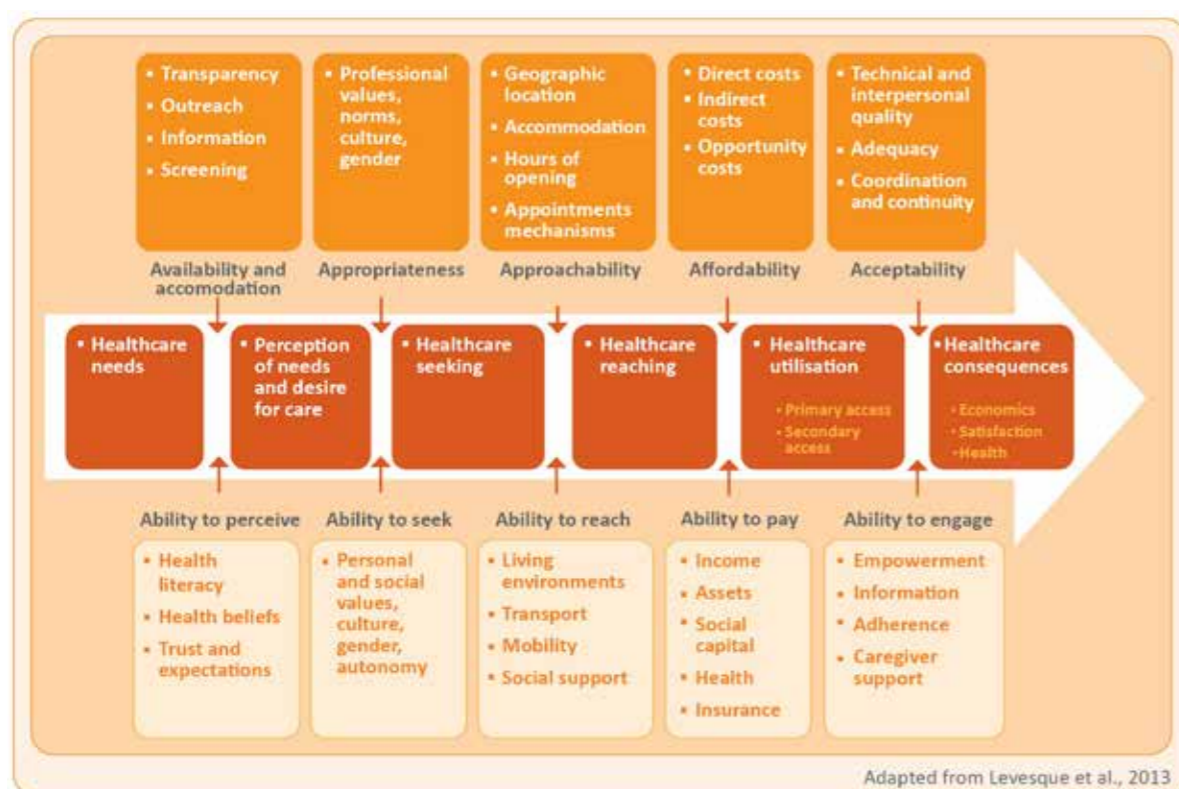 ▪ Transparency
▪ Outreach
▪ Information
▪ Screening
▪ Professional
values,
norms,
culture,
gender
▪ Geographic
location
▪ Accommodation
▪ Hours of
opening
▪ Appointments
mechanisms
▪ Direct costs
▪ Indirect
costs
▪ Opportunity
costs
▪ Technical and
interpersonal
quality
▪ Adequacy
▪ Coordination
and continuity
Availability and
accomodation
Appropriateness
Approachability
Affordability
Acceptability
▪ Healthcare
needs
▪ Perception
of needs
and desire
for care
▪ Healthcare
seeking
▪ Healthcare
reaching
▪ Healthcare
utilisation
▪ Primary access
▪ Secondary
access
▪ Healthcare
consequences
▪ Economics
▪ Satisfaction
▪ Health
Ability to perceive
Ability to seek
Ability to reach
Ability to pay
Ability to engage
▪ Health
literacy
▪ Health beliefs
▪ Trust and
expectations
▪ Personal
and social
values,
culture,
gender,
autonomy
▪ Living
environments
▪ Transport
▪ Mobility
▪ Social support
▪ Income
▪ Assets
▪ Social
capital
▪ Health
▪ Insurance
▪ Empowerment
▪ Information
▪ Adherence
▪ Caregiver
support
Adapted from Levesque et al., 2013